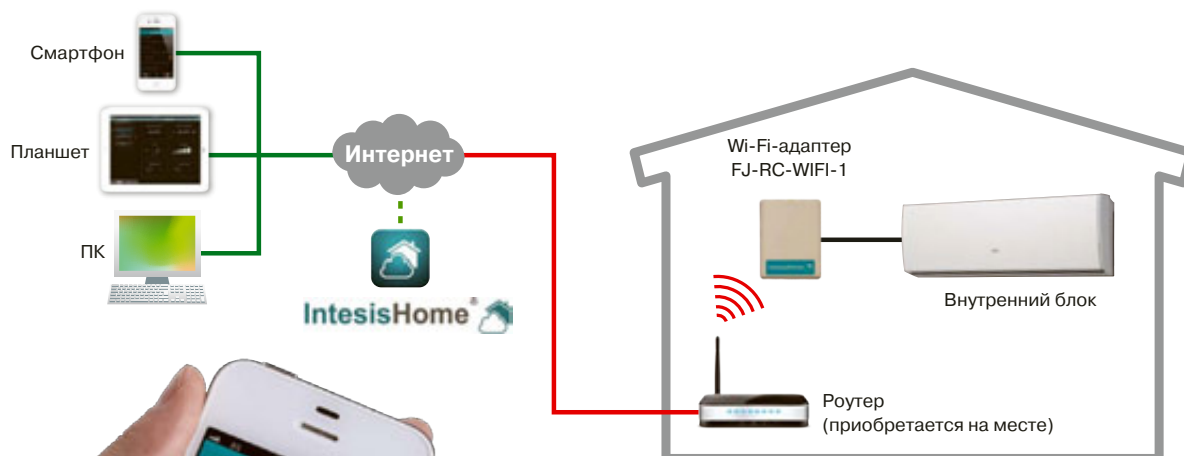 Смартфон
Планшет
ПК
Интернет
IntesisHome®
Wi-Fi-адаптер
FJ-RC-WIFI-1
Внутренний блок
Роутер
(приобретается на месте)